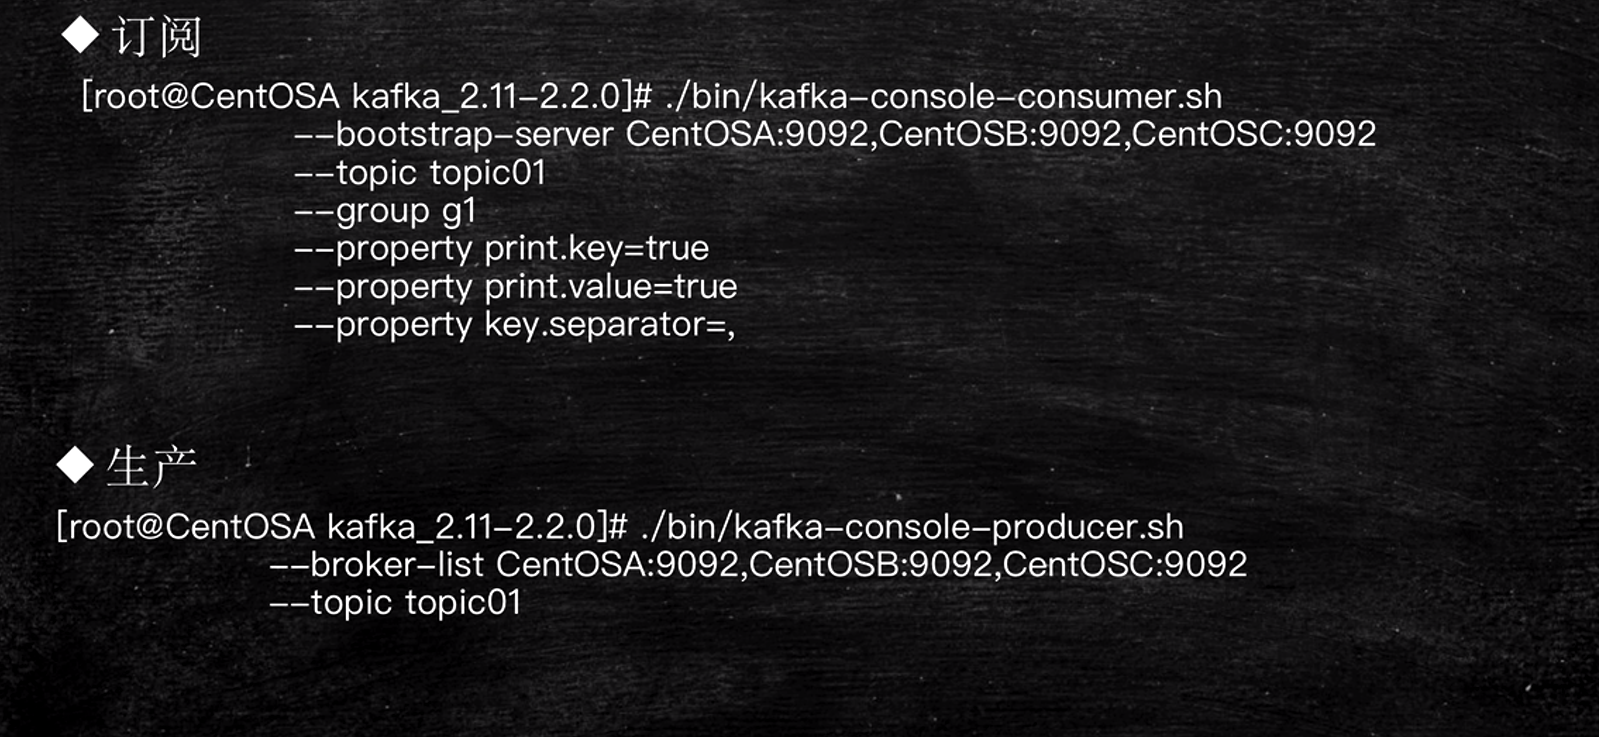 ◆ 订阅
[root@CentOSA kafka_2.11-2.2.0]# ./bin/kafka-console-consumer.sh
--bootstrap-server CentOSA:9092,CentOSB:9092,CentOSC:9092
--topic topic01
--group g1
--property print.key=true
--property print.value=true
--property key.separator=,
◆ 生产
[root@CentOSA kafka_2.11-2.2.0]# ./bin/kafka-console-producer.sh
--broker-list CentOSA:9092,CentOSB:9092,CentOSC:9092
--topic topic01